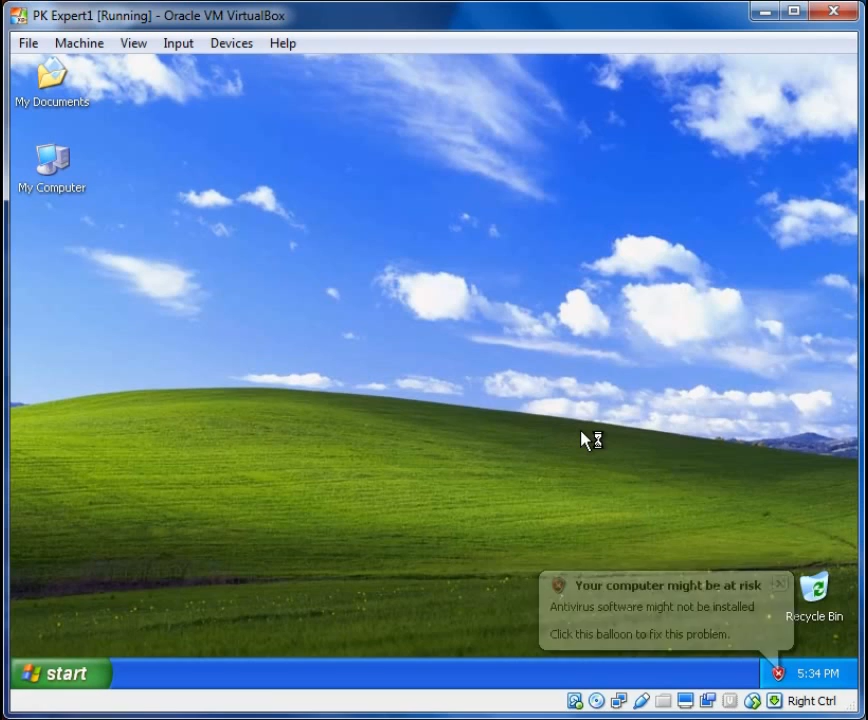 PK Expert1 [Running] - Oracle VM VirtualBox
File Machine View Input Devices Help
My Documents
My Computer
Your computer might be at risk
Antivirus software might not be installed
Click this balloon to fix this problem.
Recycle Bin
start
5:34 PM
Right Ctrl